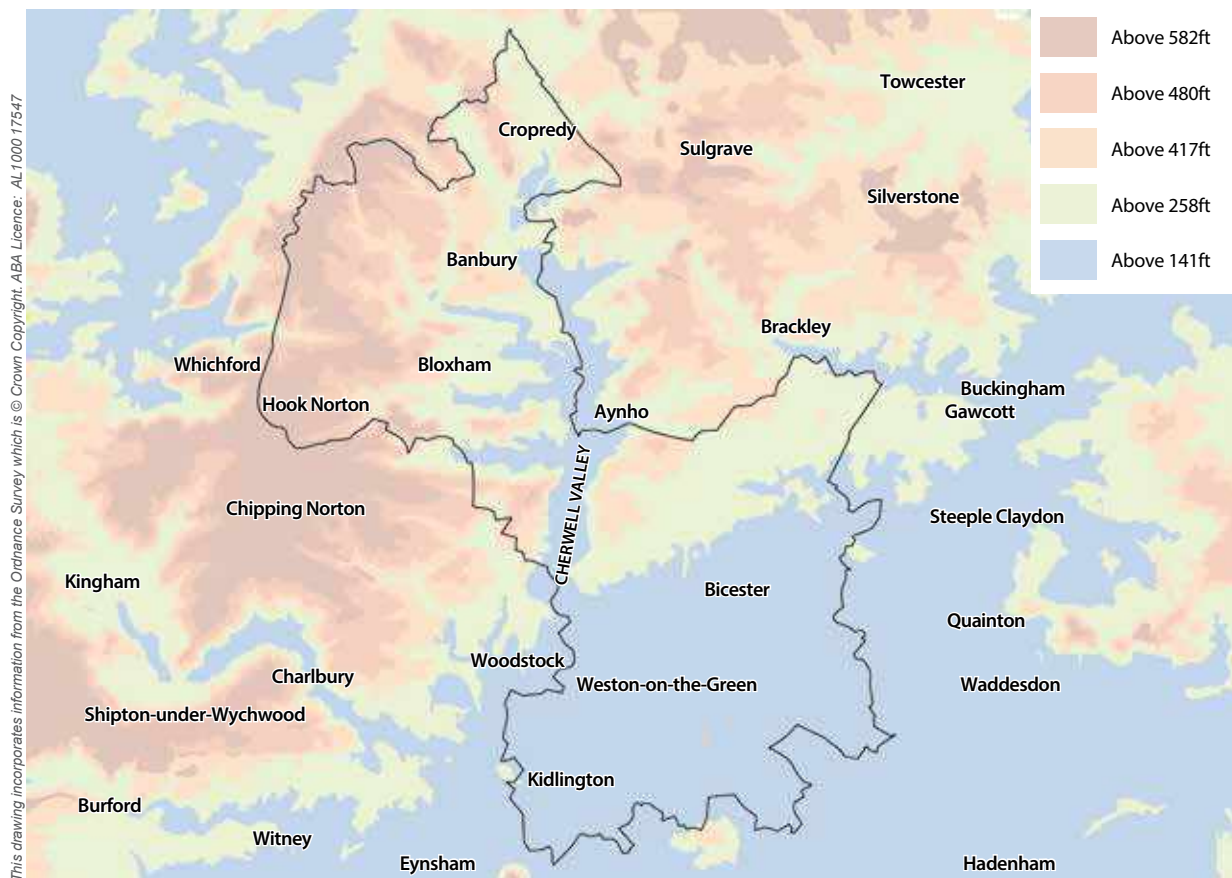 This drawing incorporates information from the Ordnance Survey which is © Crown Copyright. ABA Licence: AL1000 17547
Above 582ft
Above 480ft
Above 417ft
Above 258ft
Above 141ft
Towcester
Cropredy
Sulgrave
Silverstone
Banbury
Brackley
Whichford
Bloxham
Buckingham
Hook Norton
Aynho
Gawcott
CHERWELL VALLEY
Chipping Norton
Steeple Claydon
Kingham
Bicester
Quainton
Woodstock
Charlbury
Weston-on-the-Green
Waddesdon
Shipton-under-Wychwood
Kidlington
Burford
Witney
Eynsham
Hadenham